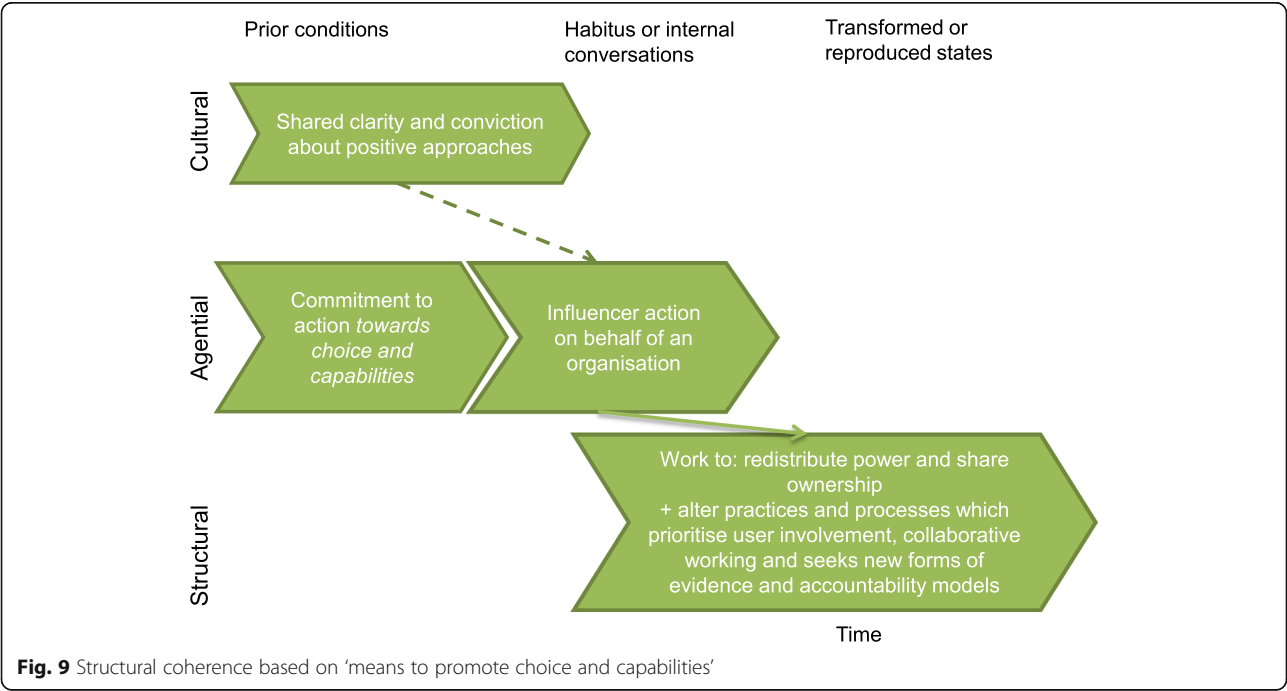 Prior conditions
Habitus or internal
conversations
Transformed or
reproduced states
Cultural
Shared clarity and conviction
about positive approaches
Agential
Commitment to
action towards
choice and
capabilities
Influencer action
on behalf of an
organisation
Structural
Work to: redistribute power and share
ownership
+ alter practices and processes which
prioritise user involvement, collaborative
working and seeks new forms of
evidence and accountability models
Time
Fig. 9 Structural coherence based on ‘means to promote choice and capabilities’